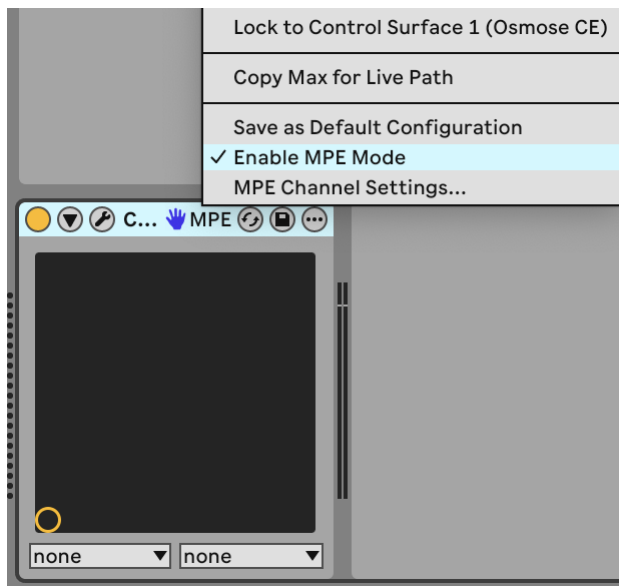 Lock to Control Surface 1 (Osmose CE)
Copy Max for Live Path
Save as Default Configuration
✓ Enable MPE Mode
MPE Channel Settings...
C... MPE
none none